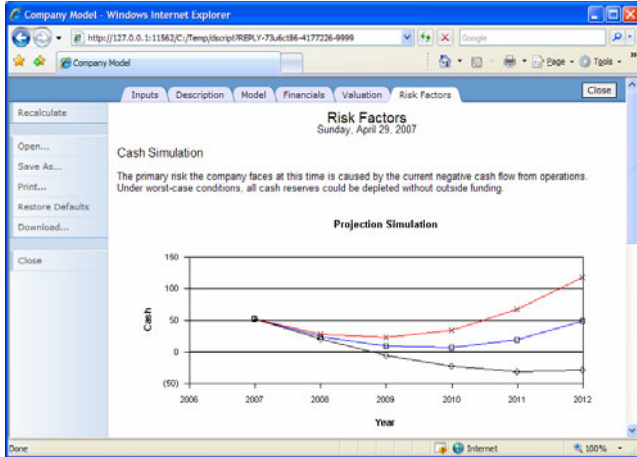 Company Model - Windows Internet Explorer
http://127.0.0.1:11562/C:/Temp/dscript?REPLY-73u6ct86-4177226-9999
Google
Company Model
Page
Tools
Inputs Description Model Financials Valuation Risk Factors
Close
Recalculate
Open...
Save As...
Print...
Restore Defaults
Download...
Close
Risk Factors
Sunday, April 29, 2007
Cash Simulation
The primary risk the company faces at this time is caused by the current negative cash flow from operations.
Under worst-case conditions, all cash reserves could be depleted without outside funding.
Projection Simulation
150
100
50
0
(50)
Cash
2006 2007 2008 2009 2010 2011 2012
Year
Done
Internet
100%